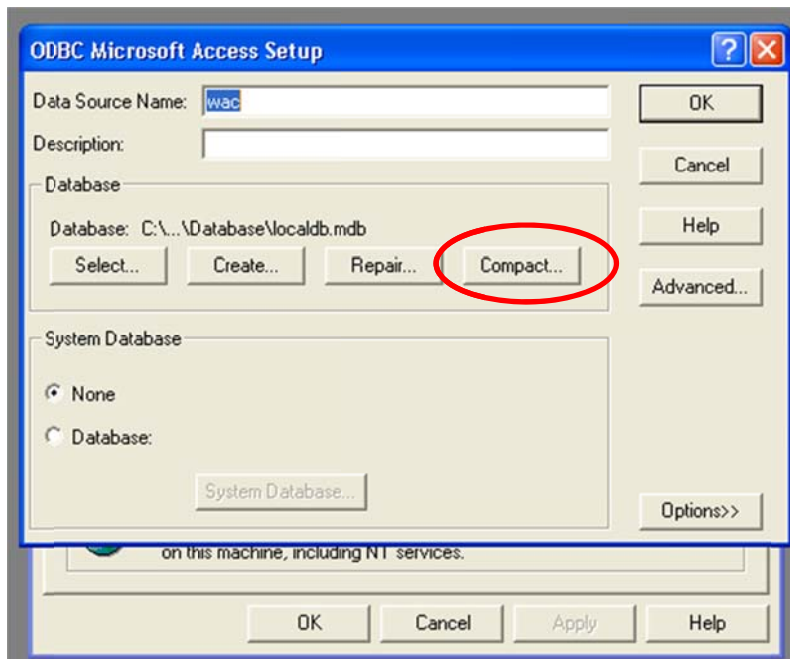 ODBC Microsoft Access Setup
Data Source Name: wac
OK
Description:
Cancel
Database
Database: C:\...\Database\localdb.mdb
Help
Select... Create... Repair... Compact...
Advanced...
System Database
None
Database:
System Database...
Options>>
on this machine, including NT services.
OK Cancel Apply Help